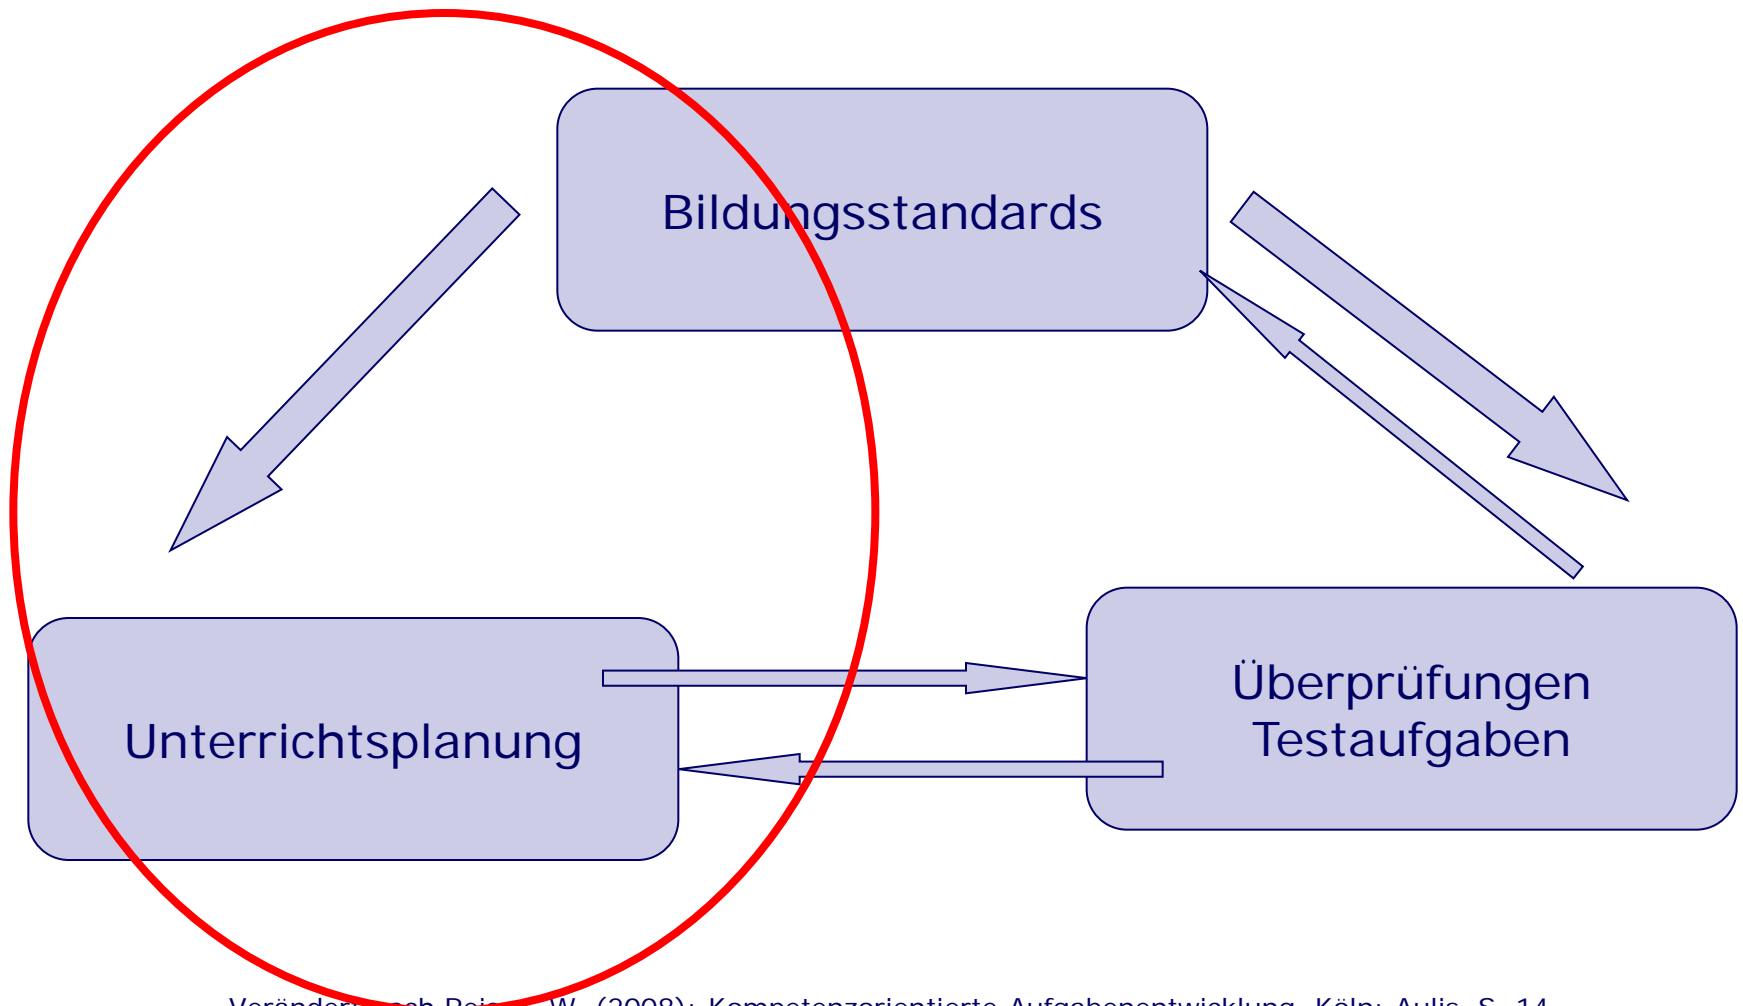 Bildungsstandards
Unterrichtsplanung
Überprüfungen
Testaufgaben
W. (2008): Kompetenzorientierte Aufgabenentwicklung. Köln: Aulis, S. 14